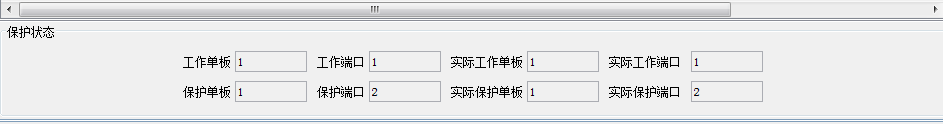 保护状态
工作单板 1 工作端口 1 实际工作单板 1 实际工作端口 1
保护单板 1 保护端口 2 实际保护单板 1 实际保护端口 2